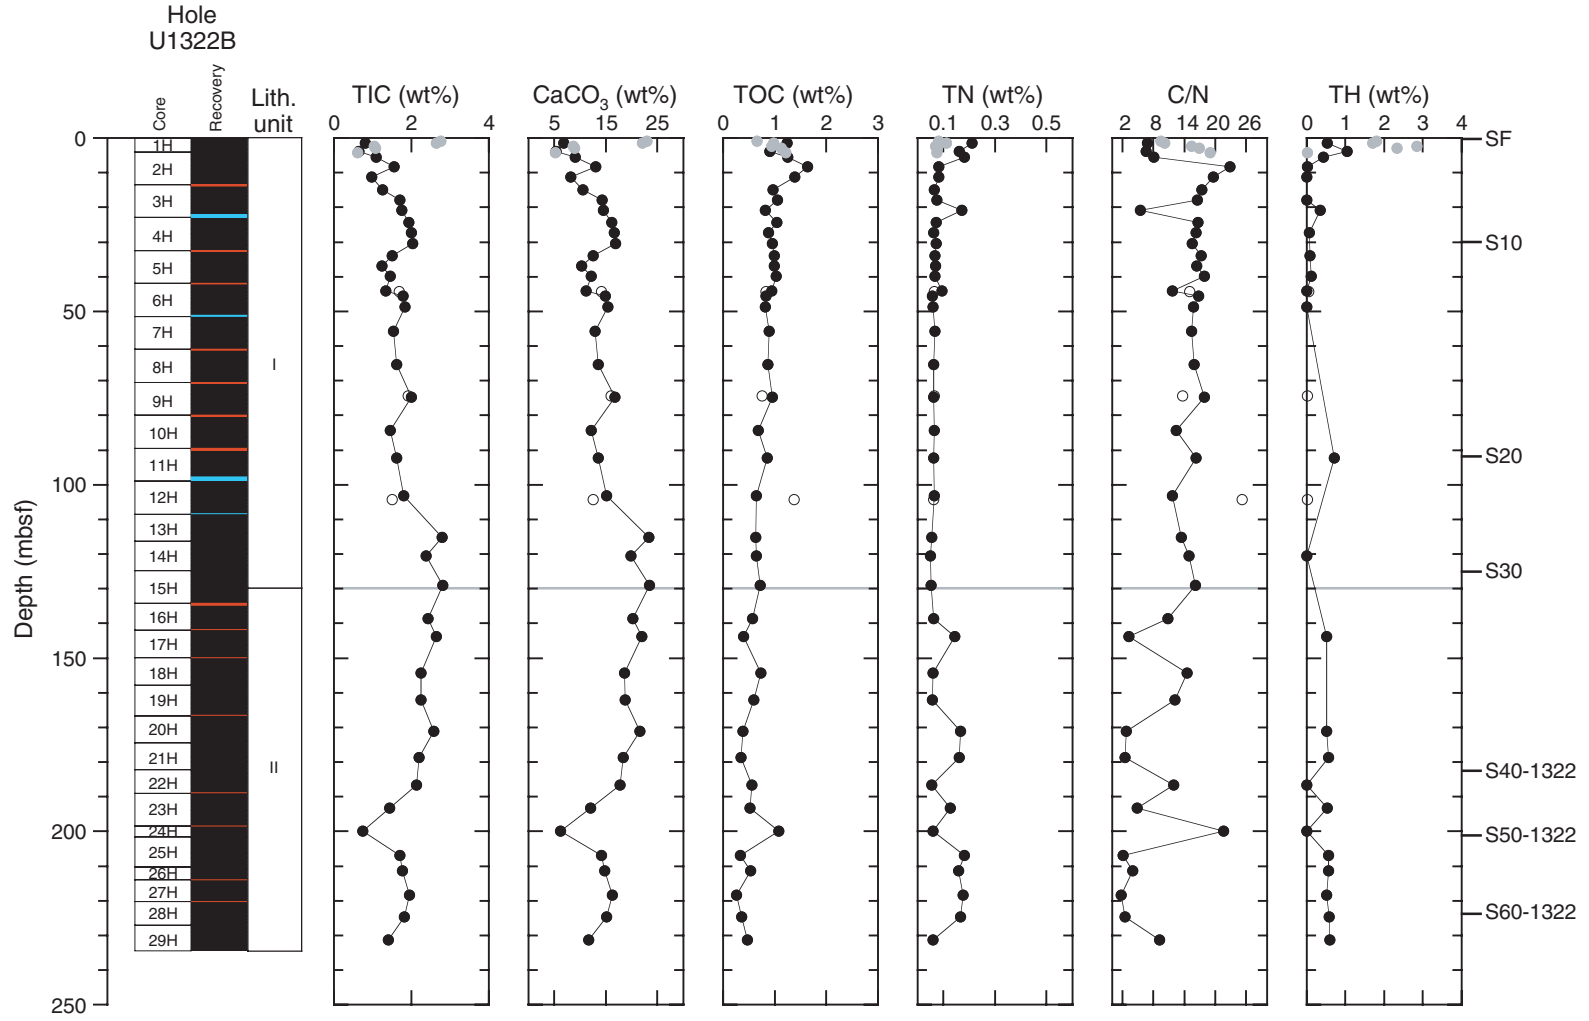 Hole
U1322B
Core
Recovery
Lith.
unit
TIC (wt%)
CaCO3 (wt%)
TOC (wt%)
TN (wt%)
C/N
TH (wt%)
0 2 4
5 15 25
0 1 2 3
0.1 0.3 0.5
2 8 14 20 26
0 1 2 3 4
Depth (mbsf)
0
50
100
150
200
250
1H
2H
3H
4H
5H
6H
7H
8H
9H
10H
11H
12H
13H
14H
15H
16H
17H
18H
19H
20H
21H
22H
23H
24H
25H
26H
27H
28H
29H
I
II
SF
S10
S20
S30
S40-1322
S50-1322
S60-1322